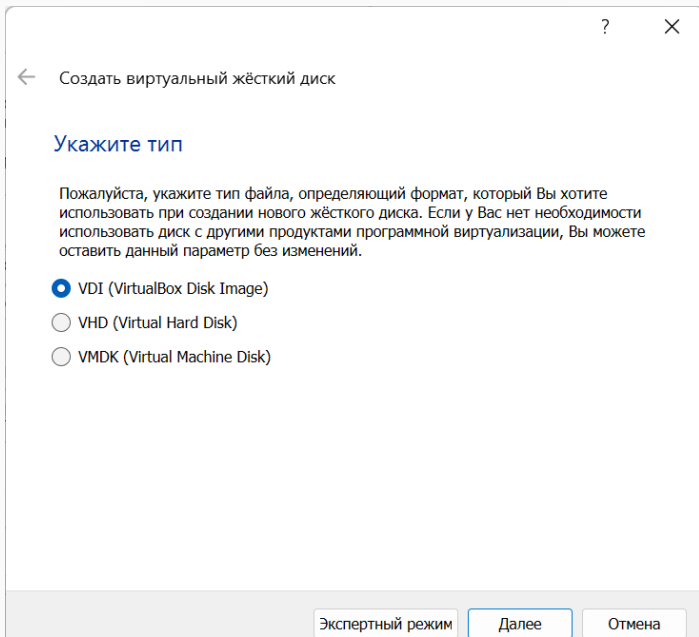 ?
Создать виртуальный жёсткий диск
Укажите тип
Пожалуйста, укажите тип файла, определяющий формат, который Вы хотите
использовать при создании нового жёсткого диска. Если у Вас нет необходимости
использовать диск с другими продуктами программной виртуализации, Вы можете
оставить данный параметр без изменений.
VDI (VirtualBox Disk Image)
VHD (Virtual Hard Disk)
VMDK (Virtual Machine Disk)
Экспертный режим Далее Отмена